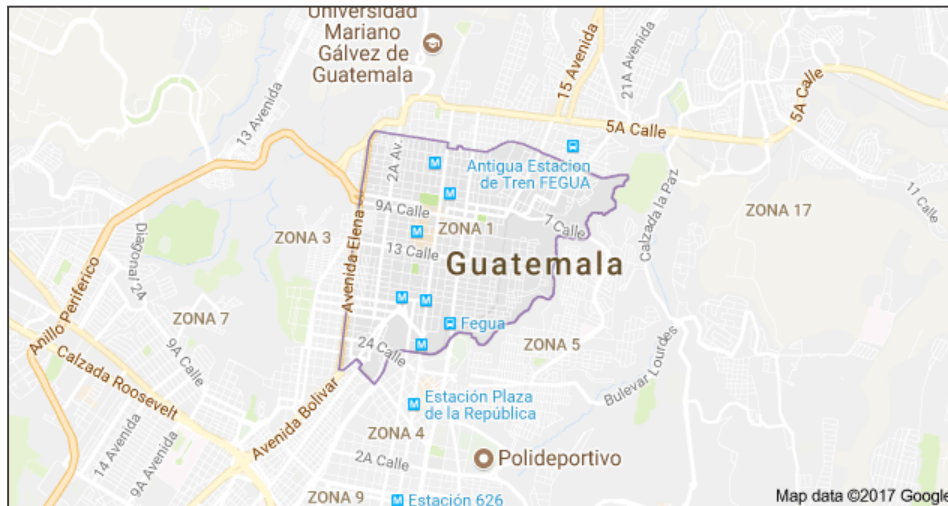 Universidad
Mariano
Gálvez de
Guatemala
13 Avenida
15 Avenida
21A Avenida
5A Calle
5A Calle
2A Av.
Antigua Estacion
de Tren FEGUA
Calzada la Paz
ZONA 17
11 Calle
9A Calle
7 Calle
ZONA 1
ZONA 3
Avenida Elena
13 Calle
Guatemala
Diagonal 24
Anillo Periferico
ZONA 7
9A Calle
Fegua
24 Calle
ZONA 5
Calzada Roosevelt
Bulevar Lourdes
Avenida Bolivar
Estación Plaza
de la República
14 Avenida
9A Avenida
ZONA 4
2A Calle
Polideportivo
ZONA 9
Estación 626
Map data ©2017 Google
M
M
M
M
M
M
M
M